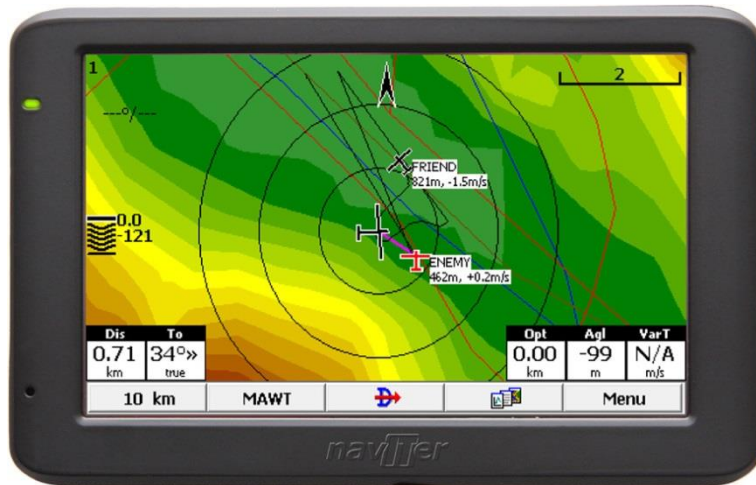 1
2
---°/---
FRIEND
821m, -1.5m/s
0.0
-121
ENEMY
462m, +0.2m/s
Dis To Opt Agl VarT
0.71 34°» 0.00 -99 N/A
km true km m m/s
10 km MAWT Menu
naviter